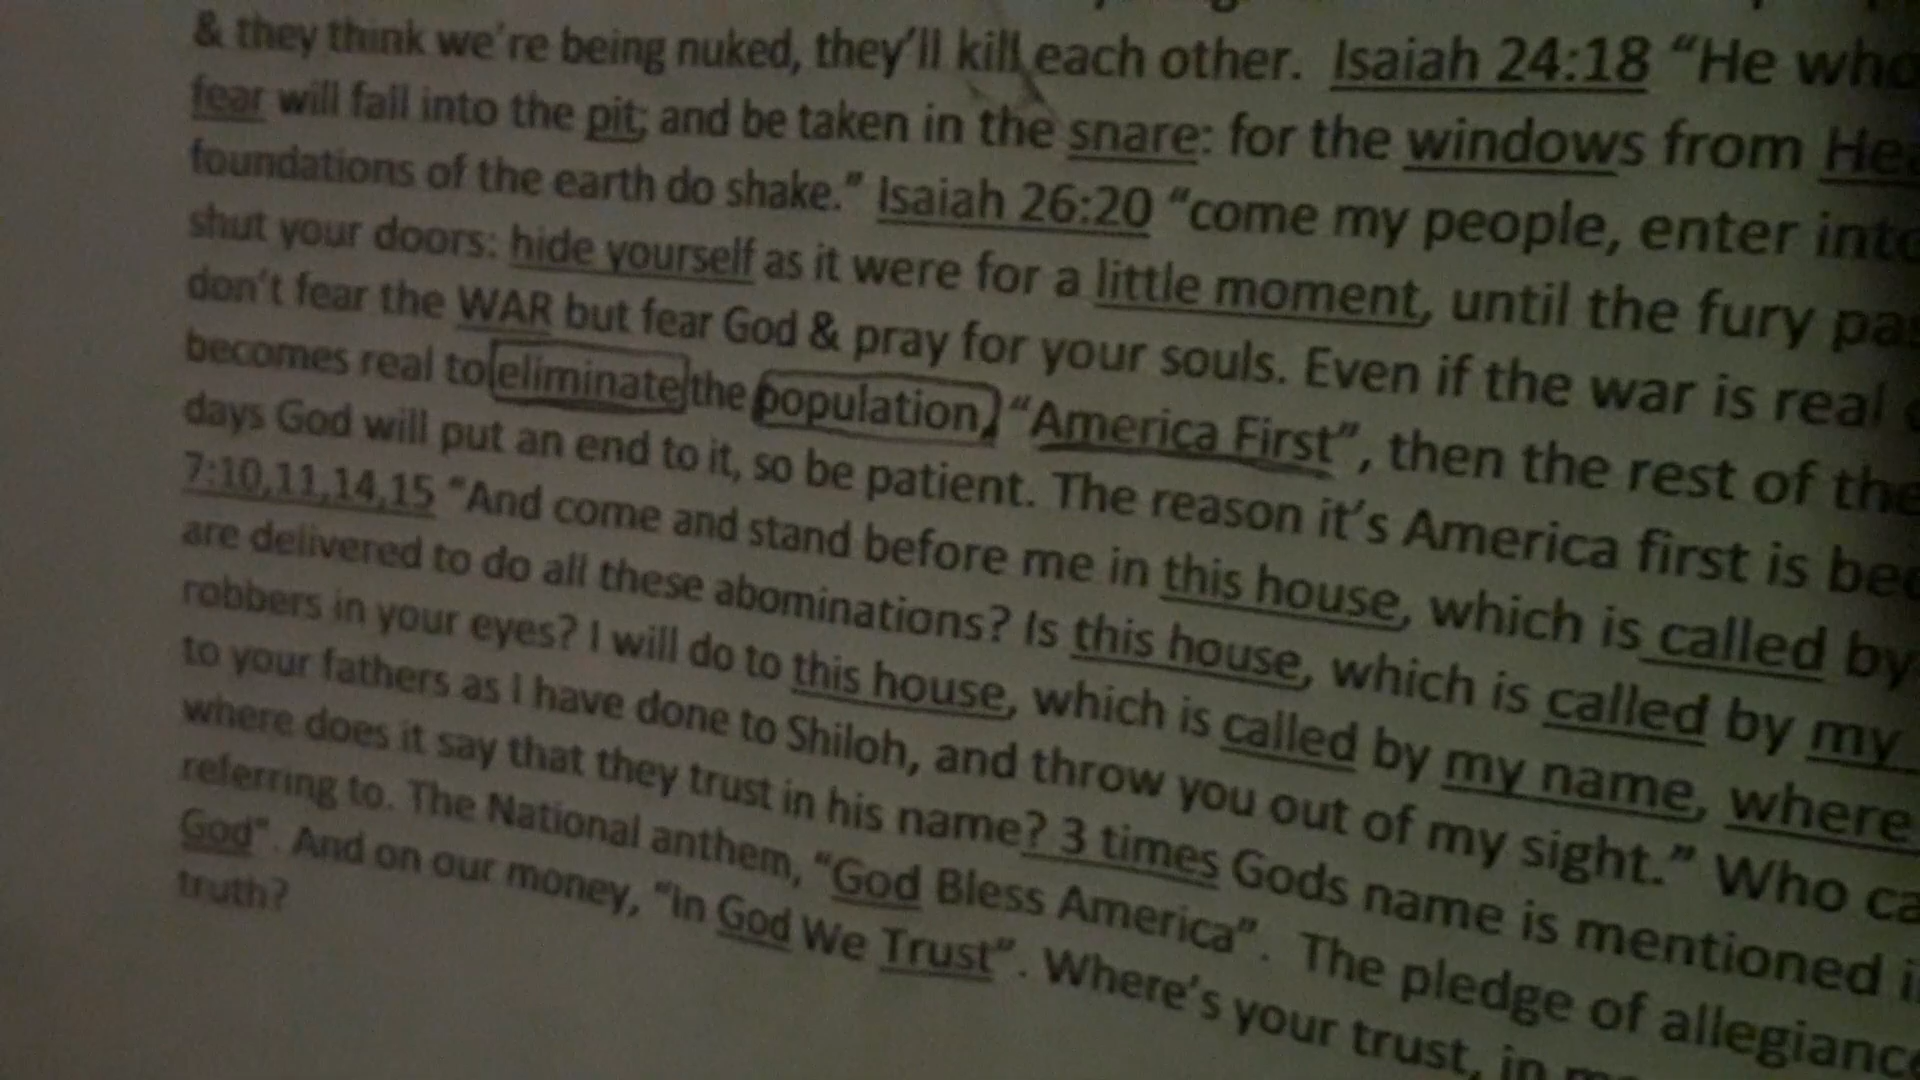 & they think we're being nuked, they'll kill each other. Isaiah 24:18 "He who
fear will fall into the pit; and be taken in the snare: for the windows from
foundations of the earth do shake." Isaiah 26:20 "come my people, enter into
shut your doors: hide yourself as it were for a little moment, until the fury
don't fear the WAR but fear God & pray for your souls. Even if the war is real
becomes real to eliminate the population, "America First", then the rest of the
days God will put an end to it, so be patient. The reason it's America first is
7:10,11,14,15 "And come and stand before me in this house, which is called by
are delivered to do all these abominations? Is this house, which is called by my
robbers in your eyes? I will do to this house, which is called by my name, where
to your fathers as I have done to Shiloh, and throw you out of my sight." Who
where does it say that they trust in his name? 3 times Gods name is mentioned
referring to. The National anthem, "God Bless America". The pledge of
God". And on our money, "In God We Trust". Where's your trust, in
truth?